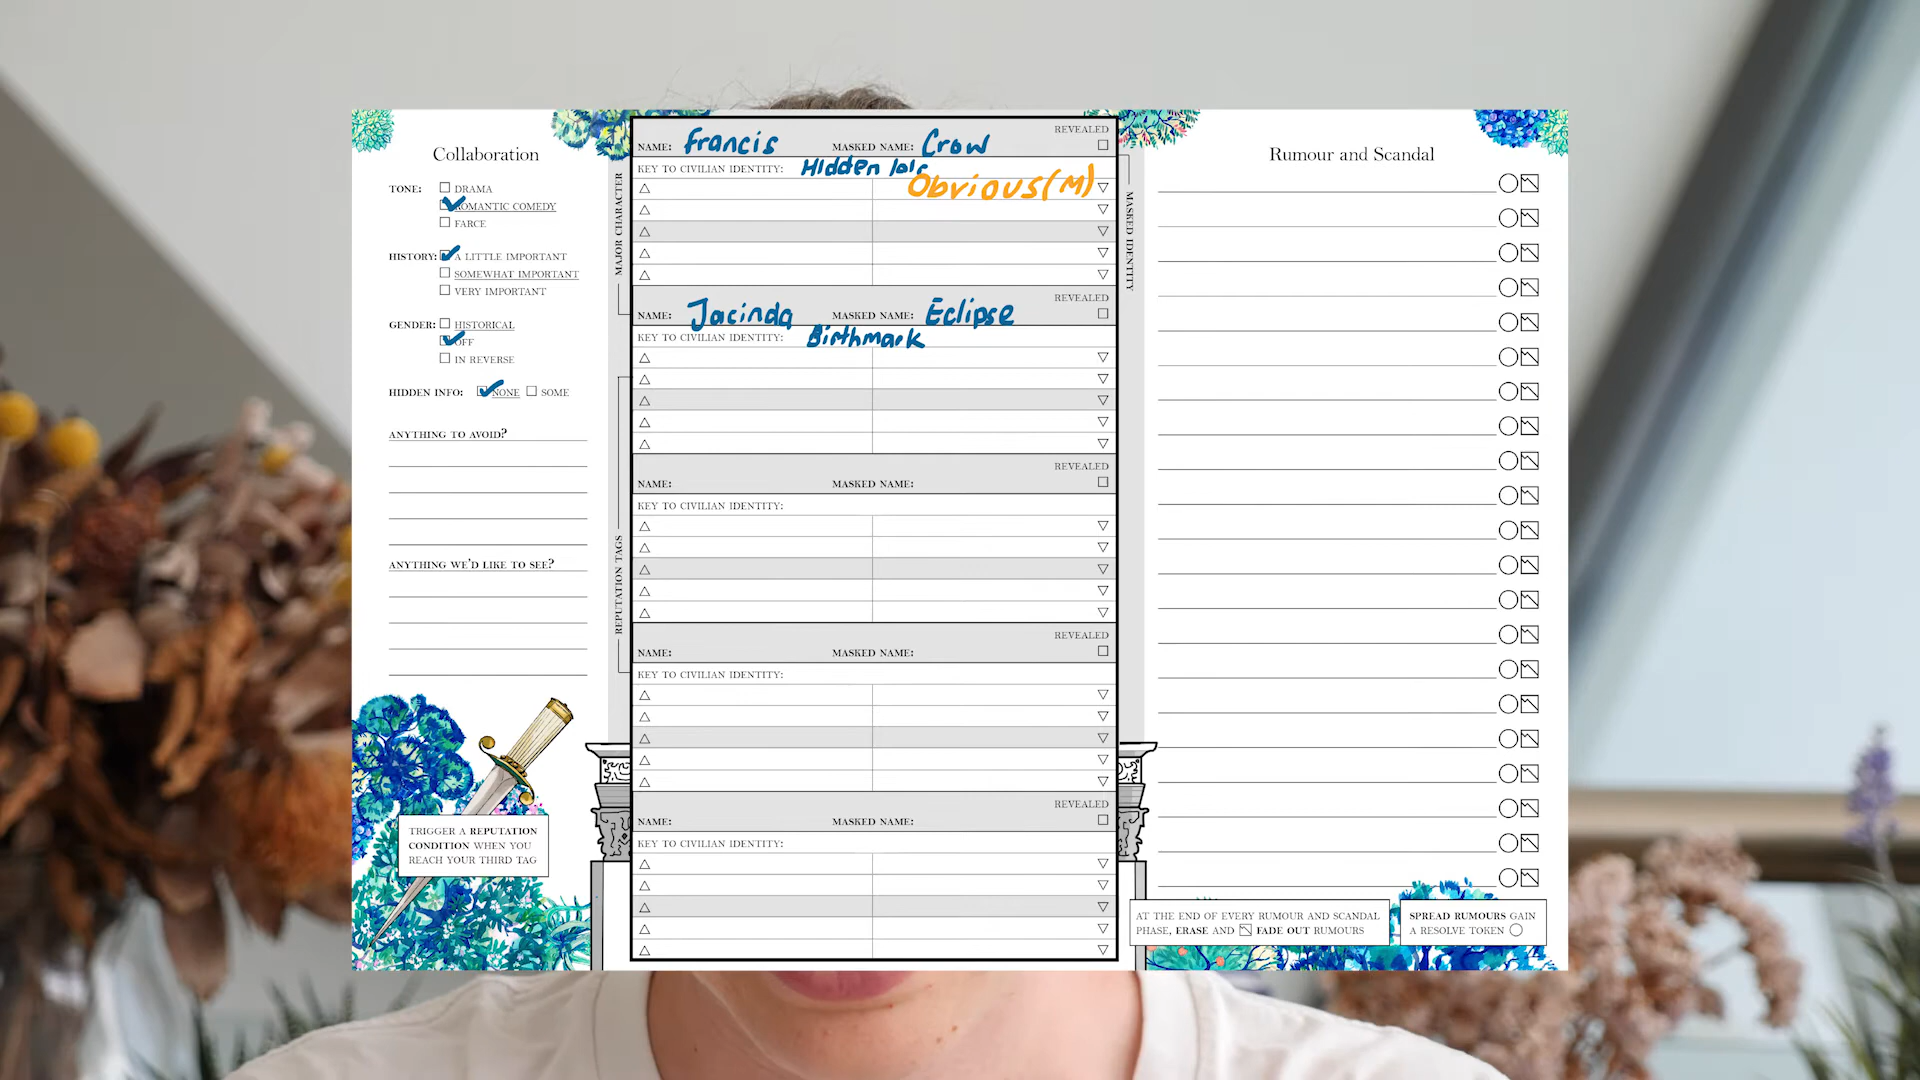 Collaboration
TONE:
DRAMA
ROMANTIC COMEDY
FARCE
HISTORY:
A LITTLE IMPORTANT
SOMEWHAT IMPORTANT
VERY IMPORTANT
GENDER:
HISTORICAL
OFF
IN REVERSE
HIDDEN INFO: NONE SOME
ANYTHING TO AVOID?
ANYTHING WE'D LIKE TO SEE?
TRIGGER A REPUTATION
CONDITION WHEN YOU
REACH YOUR THIRD TAG
MAJOR CHARACTER
REPUTATION TAGS
REVEALED
NAME: Francis MASKED NAME: Crow
KEY TO CIVILIAN IDENTITY: Hidden
Obvious(M)
REVEALED
NAME: Jacinda MASKED NAME: Eclipse
KEY TO CIVILIAN IDENTITY: Birthmark
REVEALED
NAME: MASKED NAME:
KEY TO CIVILIAN IDENTITY:
REVEALED
NAME: MASKED NAME:
KEY TO CIVILIAN IDENTITY:
REVEALED
NAME: MASKED NAME:
KEY TO CIVILIAN IDENTITY:
MASKED IDENTITY
Rumour and Scandal
AT THE END OF EVERY RUMOUR AND SCANDAL
PHASE, ERASE AND FADE OUT RUMOURS
SPREAD RUMOURS GAIN
A RESOLVE TOKEN